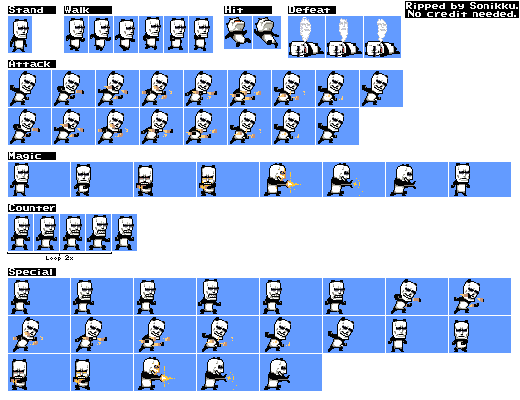 Stand
Walk
Hit
Defeat
Ripped by Sonikku.
No credit needed.
Attack
Magic
Counter
Loop 2x
Special